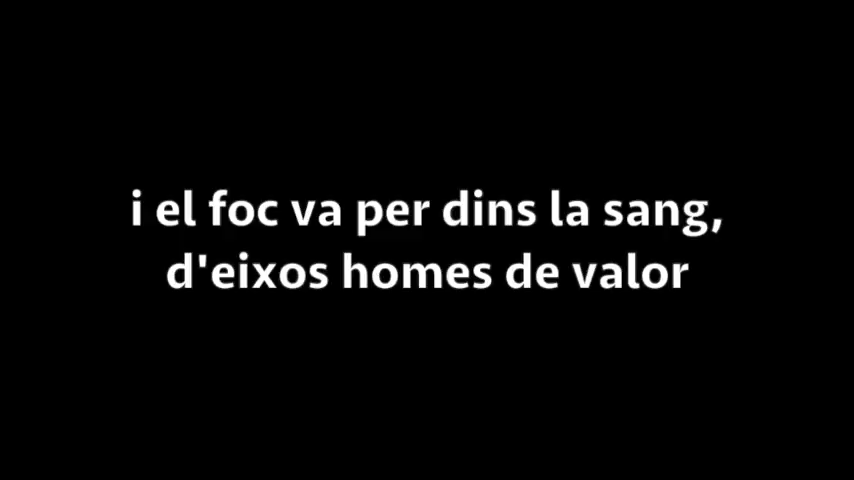 i el foc va per dins la sang,
d'eixos homes de valor